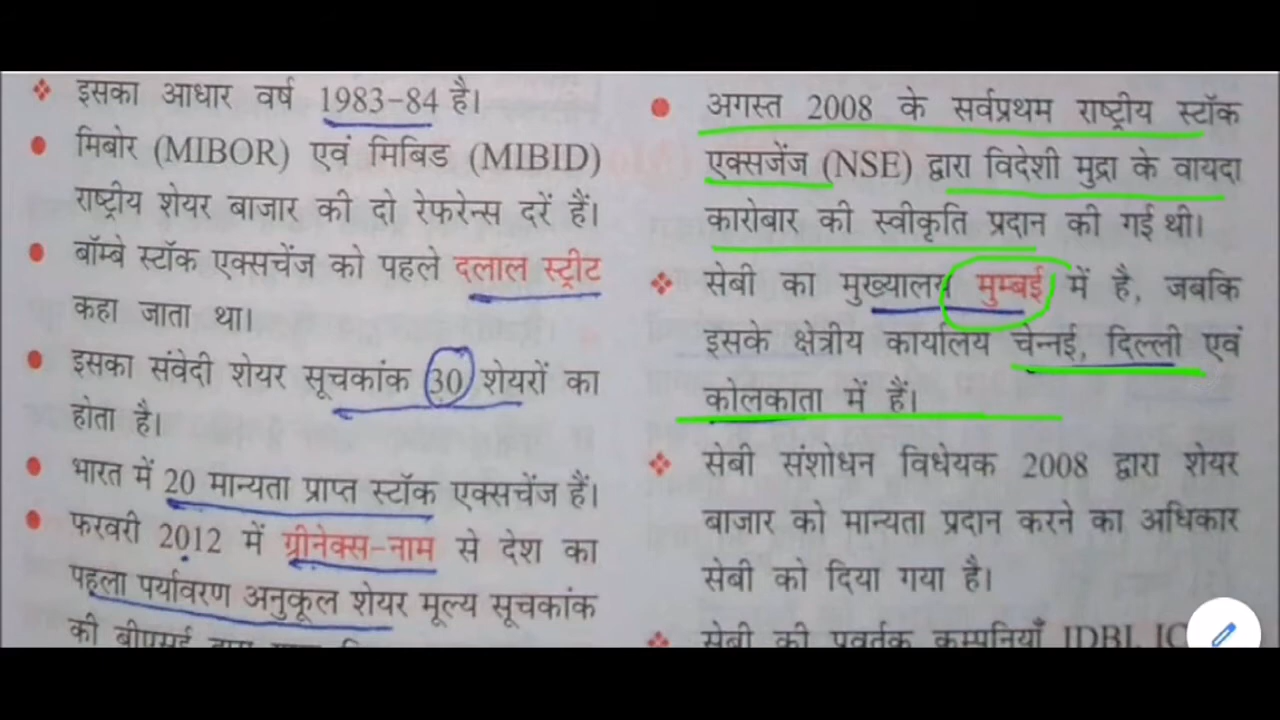 इसका आधार वर्ष 1983-84 है।
मिबोर (MIBOR) एवं मिबिड (MIBID)
राष्ट्रीय शेयर बाजार की दो रेफरेन्स दरें हैं।
बॉम्बे स्टॉक एक्सचेंज को पहले दलाल स्ट्रीट
कहा जाता था।
इसका संवेदी शेयर सूचकांक 30 शेयरों का
होता है।
भारत में 20 मान्यता प्राप्त स्टॉक एक्सचेंज हैं।
फरवरी 2012 में ग्रीनेक्स-नाम से देश का
पहला पर्यावरण अनुकूल शेयर मूल्य सूचकांक
की बीएसई
अगस्त 2008 के सर्वप्रथम राष्ट्रीय स्टॉक
एक्सजेंज (NSE) द्वारा विदेशी मुद्रा के वायदा
कारोबार की स्वीकृति प्रदान की गई थी।
सेबी का मुख्यालय मुम्बई में है, जबकि
इसके क्षेत्रीय कार्यालय चेन्नई, दिल्ली एवं
कोलकाता में हैं।
सेबी संशोधन विधेयक 2008 द्वारा शेयर
बाजार को मान्यता प्रदान करने का अधिकार
सेबी को दिया गया है।
सेबी की प्रवर्तक कम्पनियाँ IDBI,